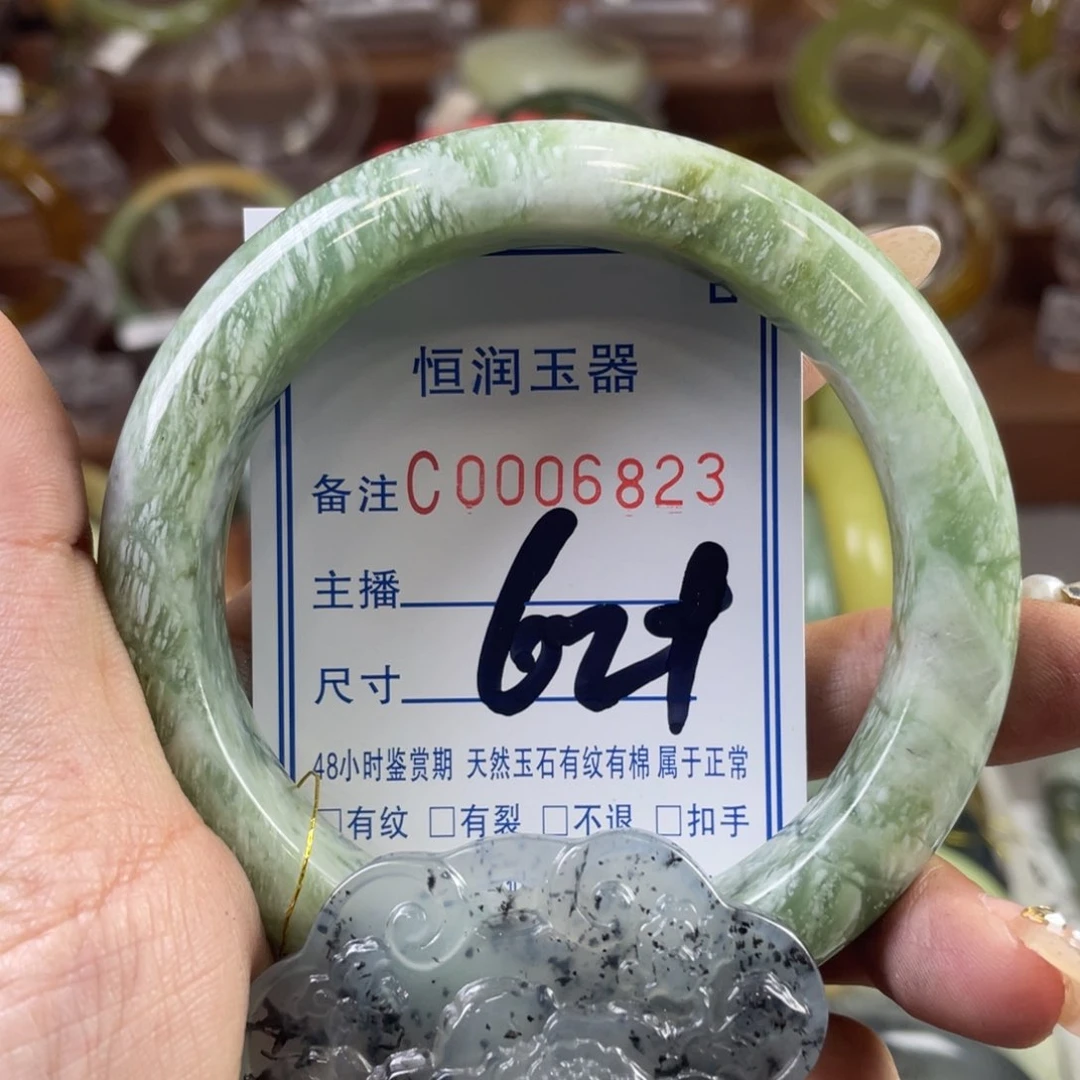 恒润玉器
备注C0006823
主播
尺寸
62+
48小时鉴赏期 天然玉石有纹有棉 属于正常
□有纹 □有裂 □不退 □扣手